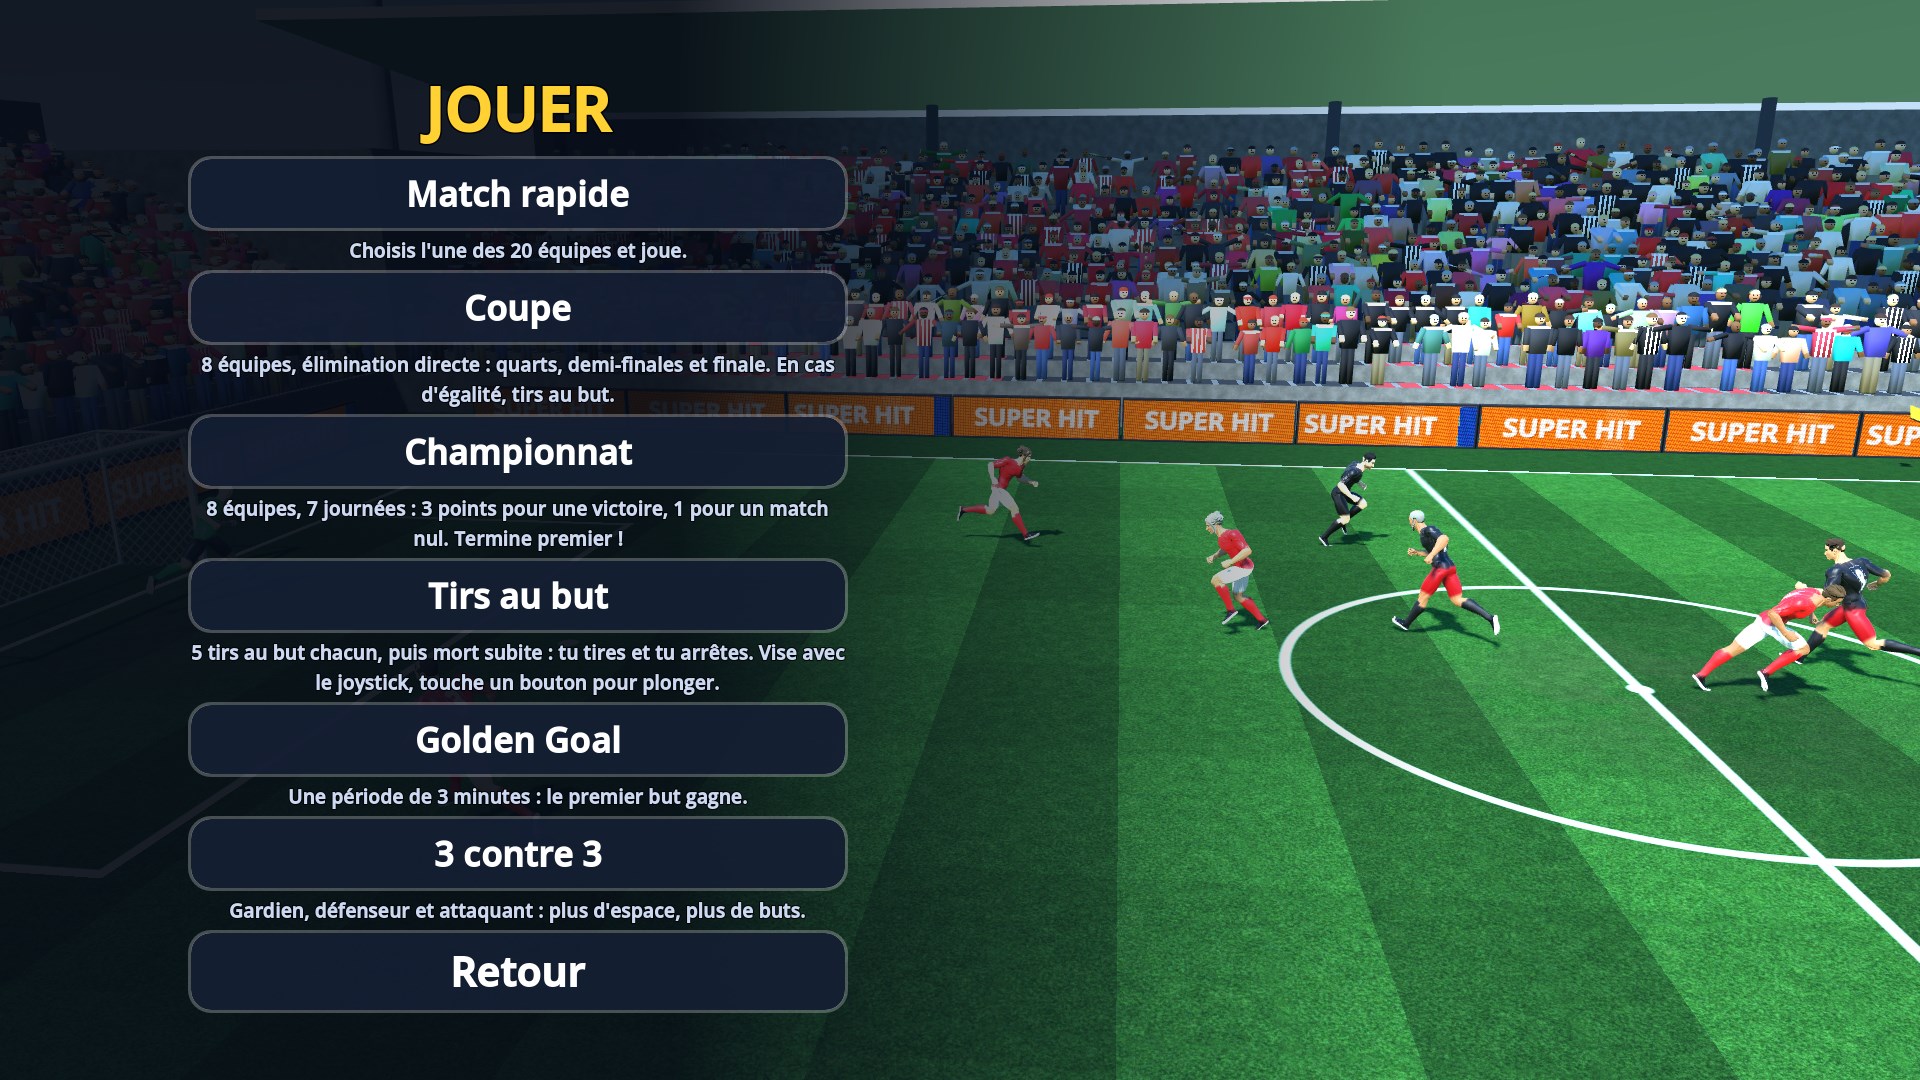 JOUER
Match rapide
Choisis l'une des 20 équipes et joue.
Coupe
8 équipes, élimination directe : quarts, demi-finales et finale. En cas
d'égalité, tirs au but.
Championnat
8 équipes, 7 journées : 3 points pour une victoire, 1 pour un match
nul. Termine premier !
Tirs au but
5 tirs au but chacun, puis mort subite : tu tires et tu arrêtes. Vise avec
le joystick, touche un bouton pour plonger.
Golden Goal
Une période de 3 minutes : le premier but gagne.
3 contre 3
Gardien, défenseur et attaquant : plus d'espace, plus de buts.
Retour
SUPER HIT
SUPER HIT
SUPER HIT
SUPER HIT
SUPER HIT
SUPER HIT
SUPER HIT
SUP
SUPER
R HIT